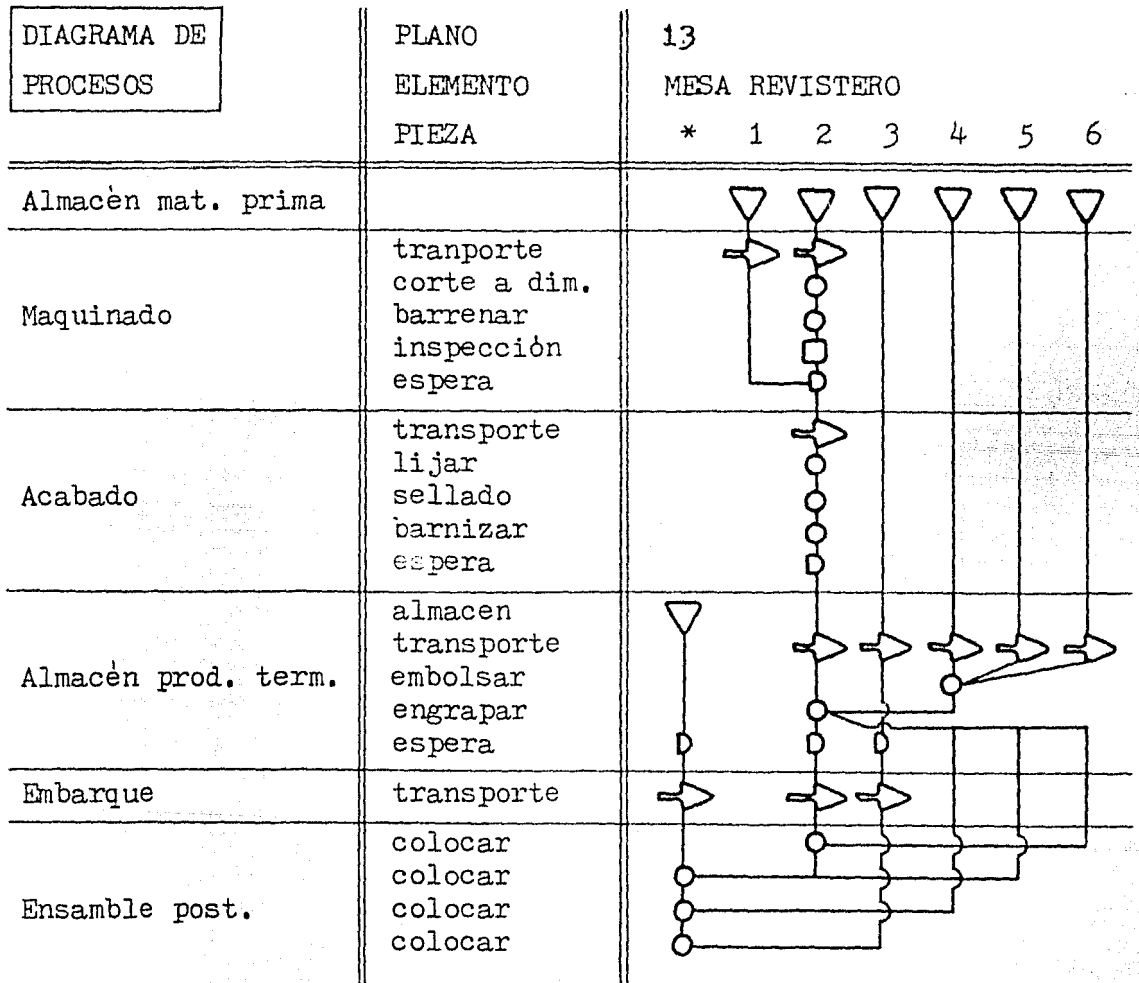 DIAGRAMA DE PLANO 13
PROCESOS ELEMENTO MESA REVISTERO
PIEZA * 1 2 3 4 5 6
Almacèn mat. prima
tranporte
corte a dim.
Maquinado barrenar
inspecciòn
espera
transporte
lijar
Acabado sellado
barnizar
espera
almacen
transporte
Almacèn prod. term. embolsar
engrapar
espera
Embarque transporte
colocar
colocar
Ensamble post. colocar
colocar